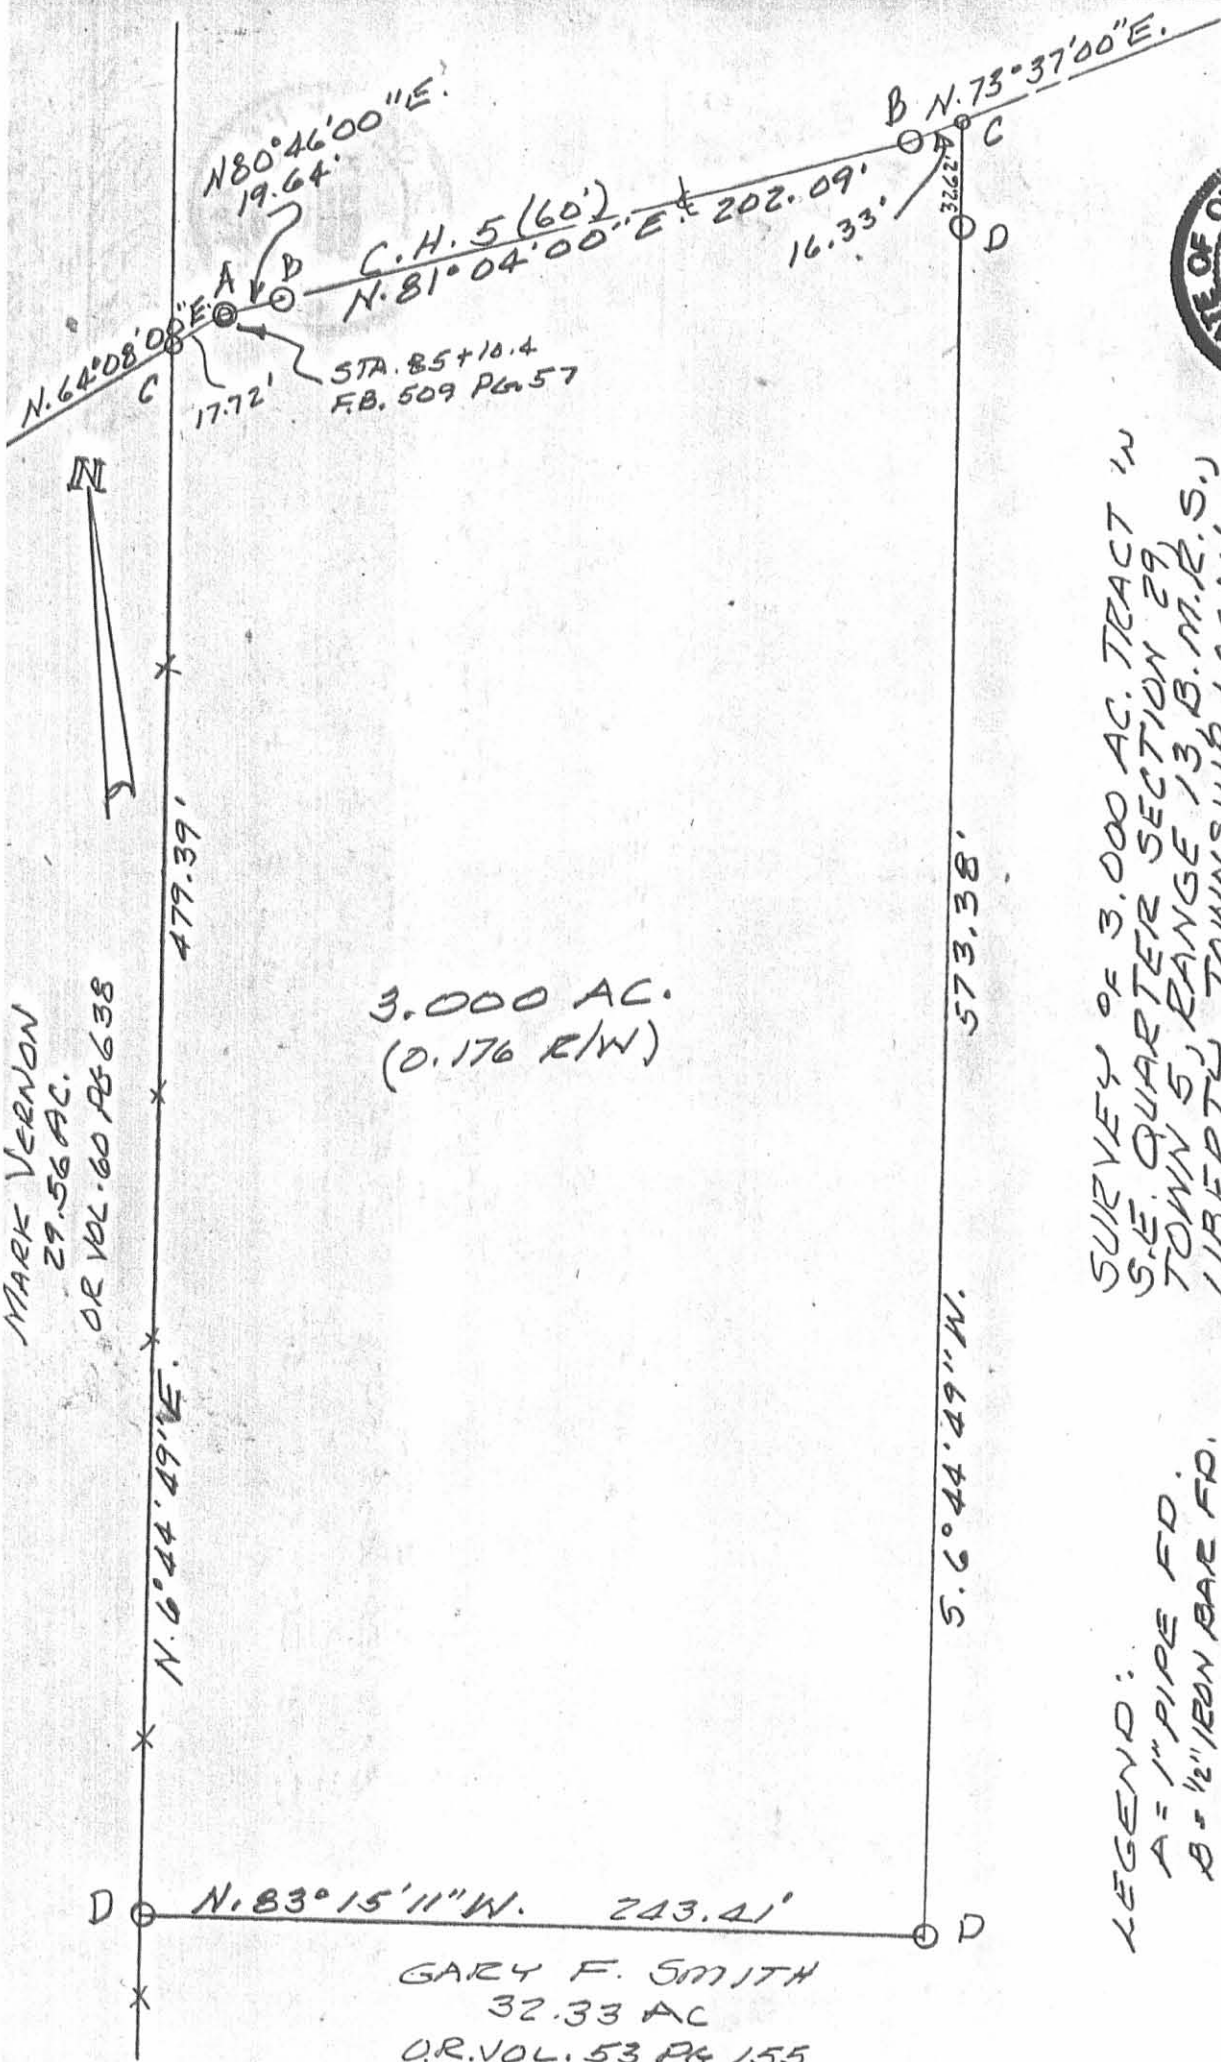 N80°46'00"E.
19.64'
B
N.73°37'00"E.
C
C.H. 5 (60')
N.81°04'00"E. 202.09'
16.33'
32.62'
D
A
B
N.64°08'00"E.
C
17.72'
STA. 85+10.4
F.B. 509 PG. 57
N
479.39'
N.6°44'49"E.
MARK VERNON
29.56 AC.
OR VOL. 60 PG 638
3.000 AC.
(0.176 R/W)
573.38'
S.6°44'49"W.
D
N.83°15'11"W. 243.41'
D
GARY F. SMITH
32.33 AC
O.R. VOL. 53 PG 155
SURVEY OF 3.000 AC. TRACT IN
S.E. QUARTER SECTION 29,
TOWN 5, RANGE 13, B.M.R.S.,
LIBERTY TOWNSHIP
LEGEND:
A = 1" PIPE FD.
B = 1/2" IRON BAR FD.
OF